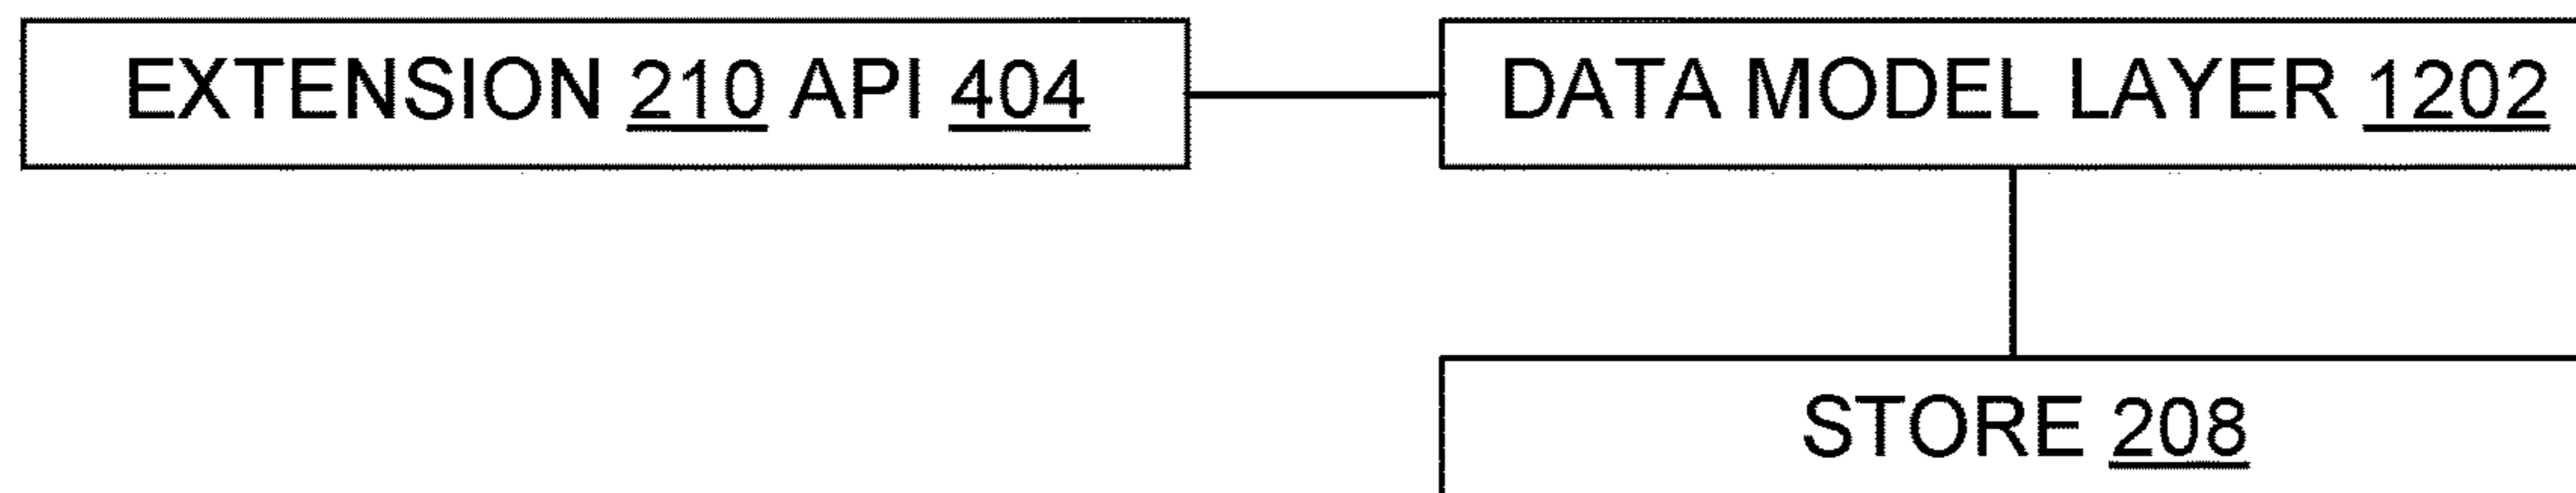 EXTENSION 210 API 404
DATA MODEL LAYER 1202
STORE 208